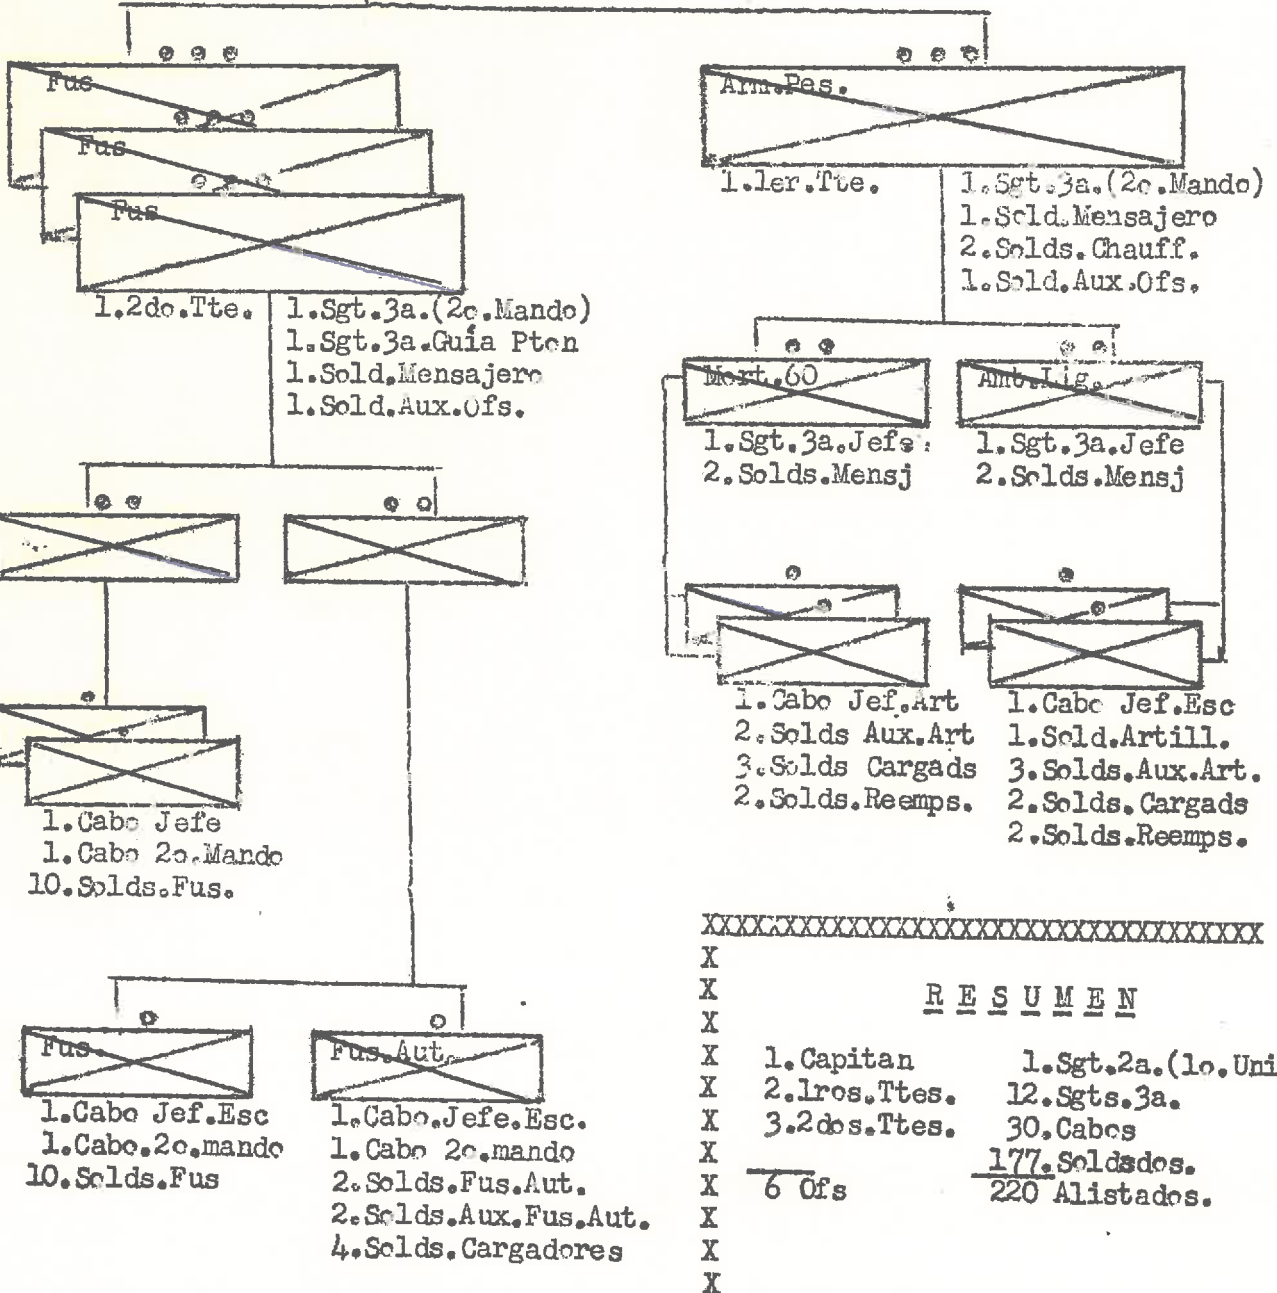 Fus
Fus
Fus
1.2do.Tte.
1.Sgt.3a.(2o.Mando)
1.Sgt.3a.Guía Pton
1.Sold.Mensajero
1.Sold.Aux.Ofs.
1.Cabo Jefe
1.Cabo 2o.Mando
10.Solds.Fus.
Fus.
1.Cabo Jef.Esc
1.Cabo.2o.mando
10.Solds.Fus
Fus.Aut.
1.Cabo.Jefe.Esc.
1.Cabo 2o.mando
2.Solds.Fus.Aut.
2.Solds.Aux.Fus.Aut.
4.Solds.Cargadores
Arm.Pes.
1.1er.Tte.
1.Sgt.3a.(2o.Mando)
1.Sold.Mensajero
2.Solds.Chauff.
1.Sold.Aux.Ofs.
Mort.60
1.Sgt.3a.Jefe
2.Solds.Mensj
Amt.Lig.
1.Sgt.3a.Jefe
2.Solds.Mensj
1.Cabo Jef.Art
2.Solds Aux.Art
3.Solds Cargads
2.Solds.Reemps.
1.Cabo Jef.Esc
1.Sold.Artill.
3.Solds.Aux.Art.
2.Solds.Cargads
2.Solds.Reemps.
XXXXXXXXXXXXXXXXXXXXXXXXXXXXXXXXXXX
X
X
X
X
X
X
X
X
X
X
X
R E S U M E N
1.Capitan
2.1ros.Ttes.
3.2dos.Ttes.
6 Ofs
1.Sgt.2a.(1o.Uni
12.Sgts.3a.
30.Cabos
177.Soldados.
220 Alistados.